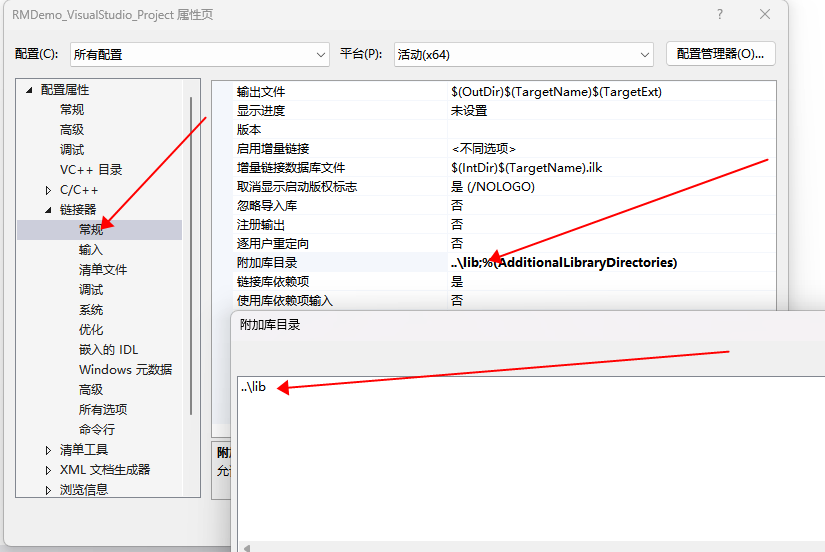 RMDemo_VisualStudio_Project 属性页
配置(C):
所有配置
平台(P):
活动(x64)
配置管理器(O)...
配置属性
常规
高级
调试
VC++ 目录
C/C++
链接器
常规
输入
清单文件
调试
系统
优化
嵌入的 IDL
Windows 元数据
高级
所有选项
命令行
清单工具
XML 文档生成器
浏览信息
输出文件 $(OutDir)$(TargetName)$(TargetExt)
显示进度 未设置
版本
启用增量链接 <不同选项>
增量链接数据库文件 $(IntDir)$(TargetName).ilk
取消显示启动版权标志 是 (/NOLOGO)
忽略导入库 否
注册输出 否
逐用户重定向 否
附加库目录 ..\lib;%(AdditionalLibraryDirectories)
链接库依赖项 是
使用库依赖项输入 否
附加库目录
..\lib